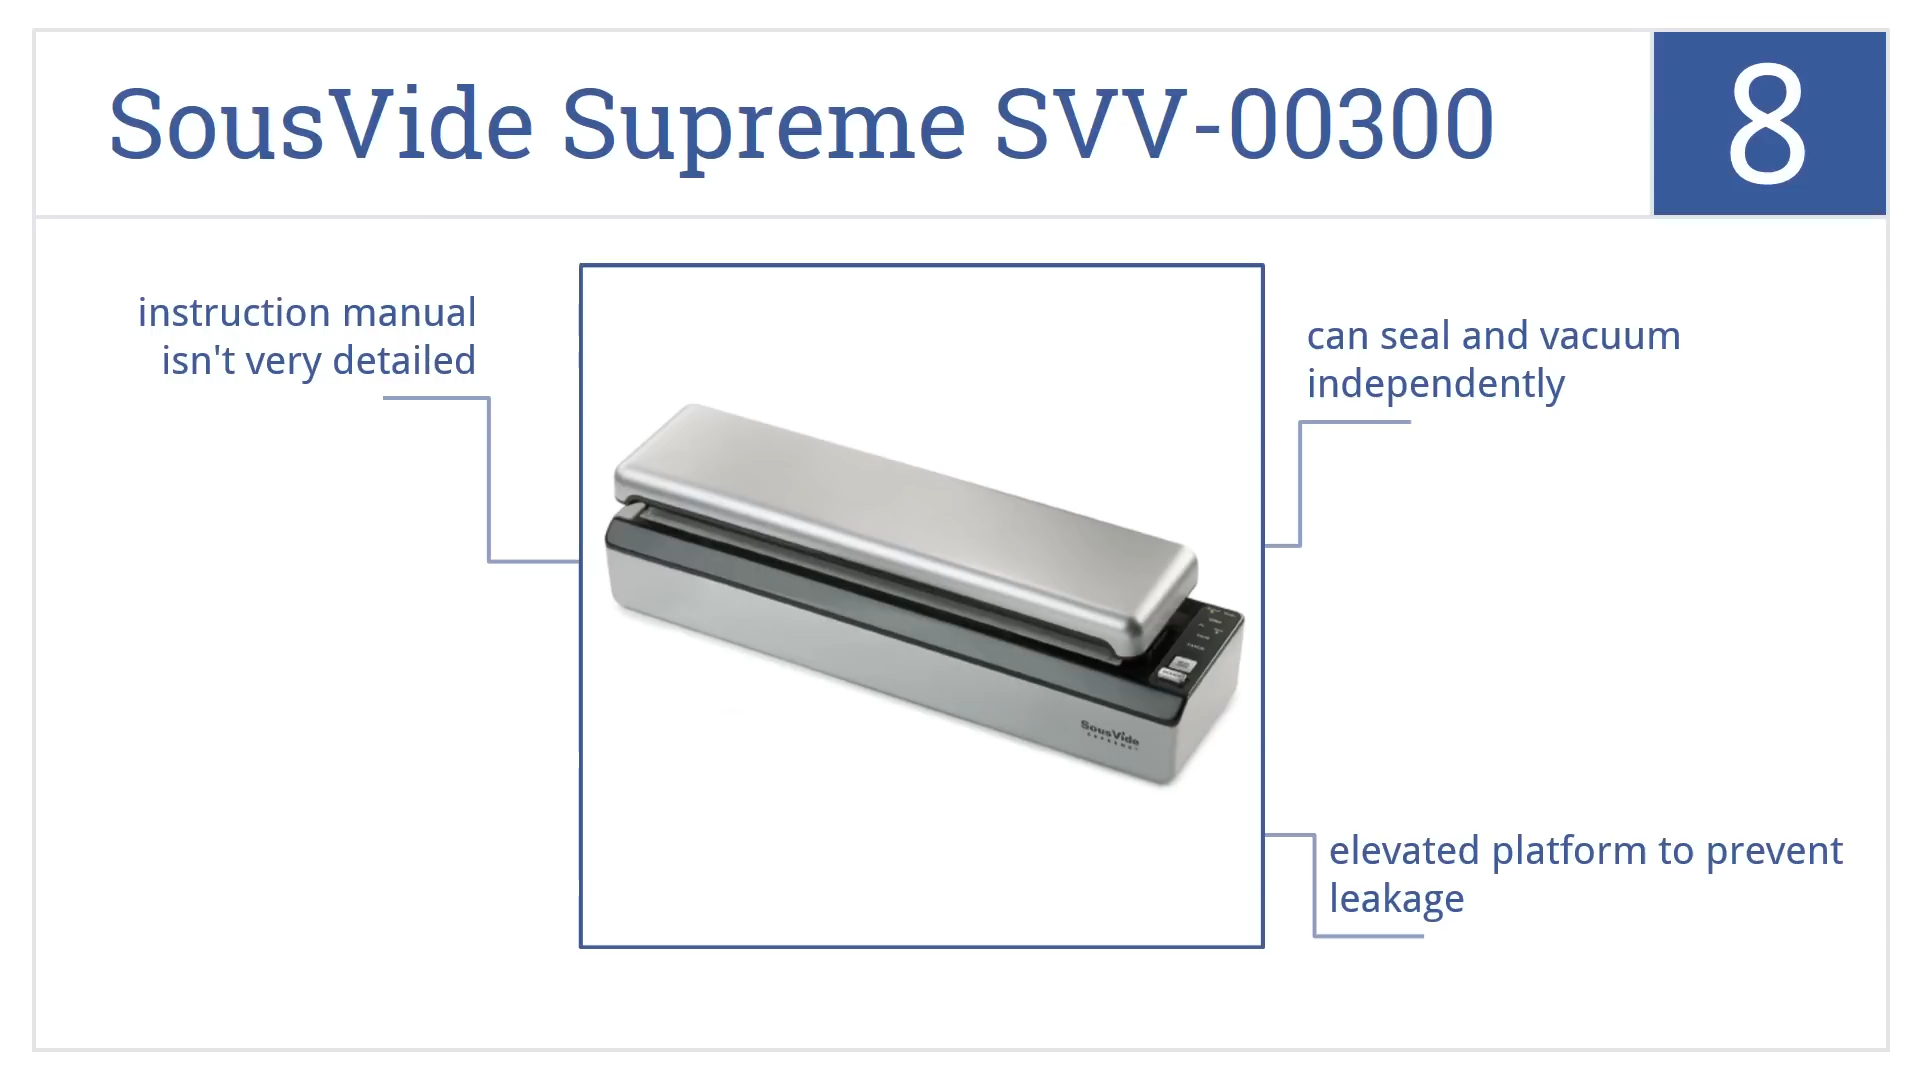 SousVide Supreme SVV-00300
8
instruction manual
isn't very detailed
can seal and vacuum
independently
SousVide
SUPREME
elevated platform to prevent
leakage